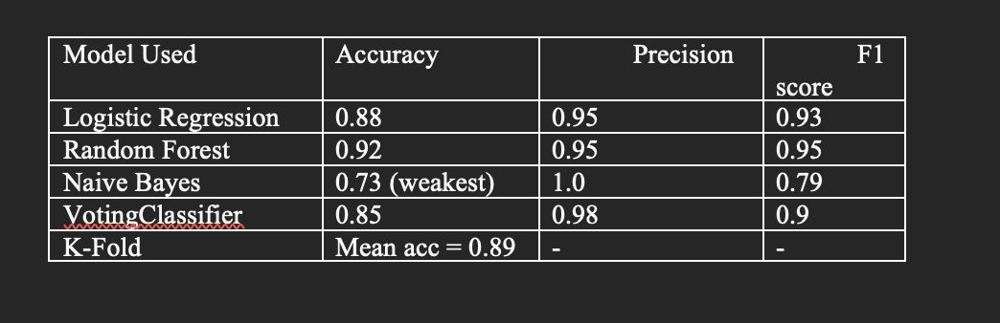 Model Used Accuracy Precision F1 score
Logistic Regression 0.88 0.95 0.93
Random Forest 0.92 0.95 0.95
Naive Bayes 0.73 (weakest) 1.0 0.79
VotingClassifier 0.85 0.98 0.9
K-Fold Mean acc = 0.89 - -